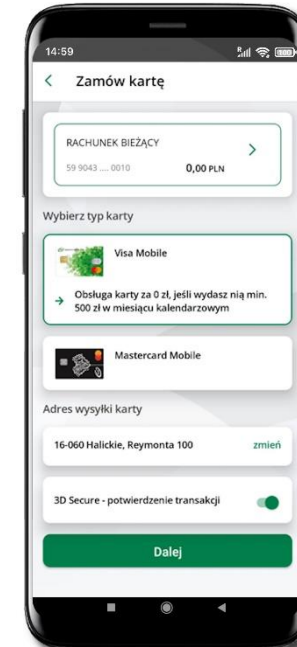 14:59
Zamów kartę
RACHUNEK BIEŻĄCY
59 9043 .... 0010 0,00 PLN
Wybierz typ karty
Visa Mobile
Obsługa karty za 0 zł, jeśli wydasz nią min.
500 zł w miesiącu kalendarzowym
Mastercard Mobile
Adres wysyłki karty
16-060 Halickie, Reymonta 100 zmień
3D Secure - potwierdzenie transakcji
Dalej